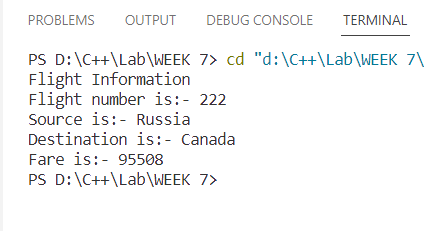 PROBLEMS OUTPUT DEBUG CONSOLE TERMINAL
PS D:\C++\Lab\WEEK 7> cd "d:\C++\Lab\WEEK 7\
Flight Information
Flight number is:- 222
Source is:- Russia
Destination is:- Canada
Fare is:- 95508
PS D:\C++\Lab\WEEK 7>